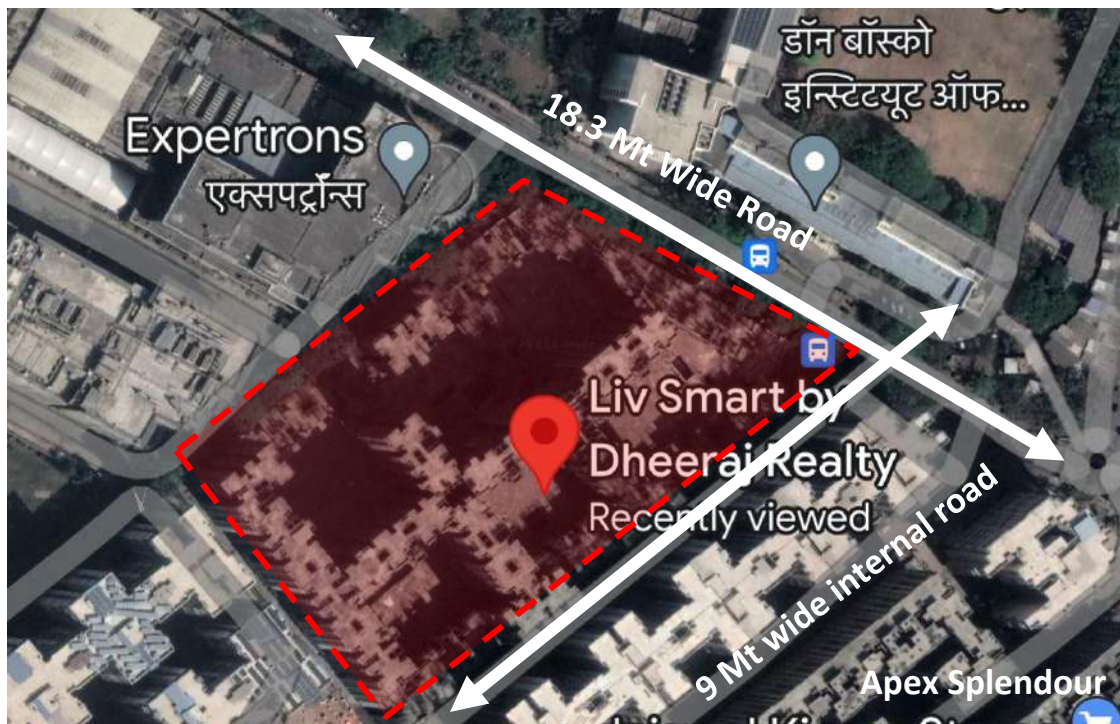 डॉन बॉस्को
इन्स्टिटयूट ऑफ...
18.3 Mt Wide Road
Expertrons
एक्सपर्ट्रॉन्स
Liv Smart by
Dheeraj Realty
Recently viewed
9 Mt wide internal road
Apex Splendour